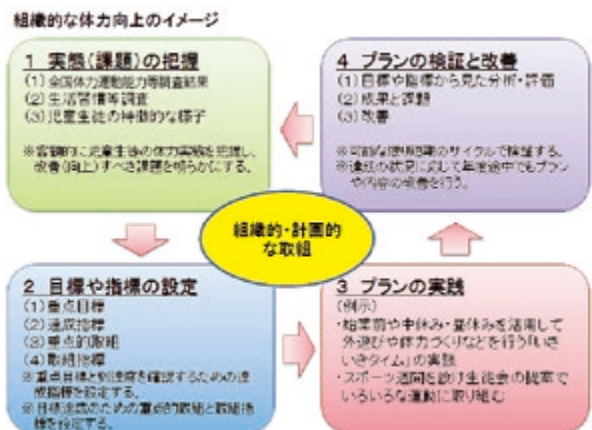 組織的な体力向上のイメージ
1 実態(課題)の把握
(1) 全国体力運動能力等調査結果
(2) 生活習慣等調査
(3) 児童生徒の特徴的な様子
※客観的に児童生徒の体力実態を把握し、
改善(向上)すべき課題を明らかにする。
4 プランの検証と改善
(1) 目標や指標から見た分析・評価
(2) 成果と課題
(3) 改善
※可能な限り短期のサイクルで検証する。
※達成の状況に応じて年度途中でもプラン
や内容の改善を行う。
組織的・計画的
な取組
2 目標や指標の設定
(1) 重点目標
(2) 達成指標
(3) 重点的取組
(4) 取組指標
※重点目標と到達度を確認するための達
成指標を設定する。
※目標達成のための重点的取組と取組指
標を設定する。
3 プランの実践
(例示)
・始業前や中休み・昼休みを活用して
外遊びや体力づくりなどを行う「いき
いきタイム」の実践
・スポーツ週間を設け生徒会の提案で
いろいろな運動に取り組む